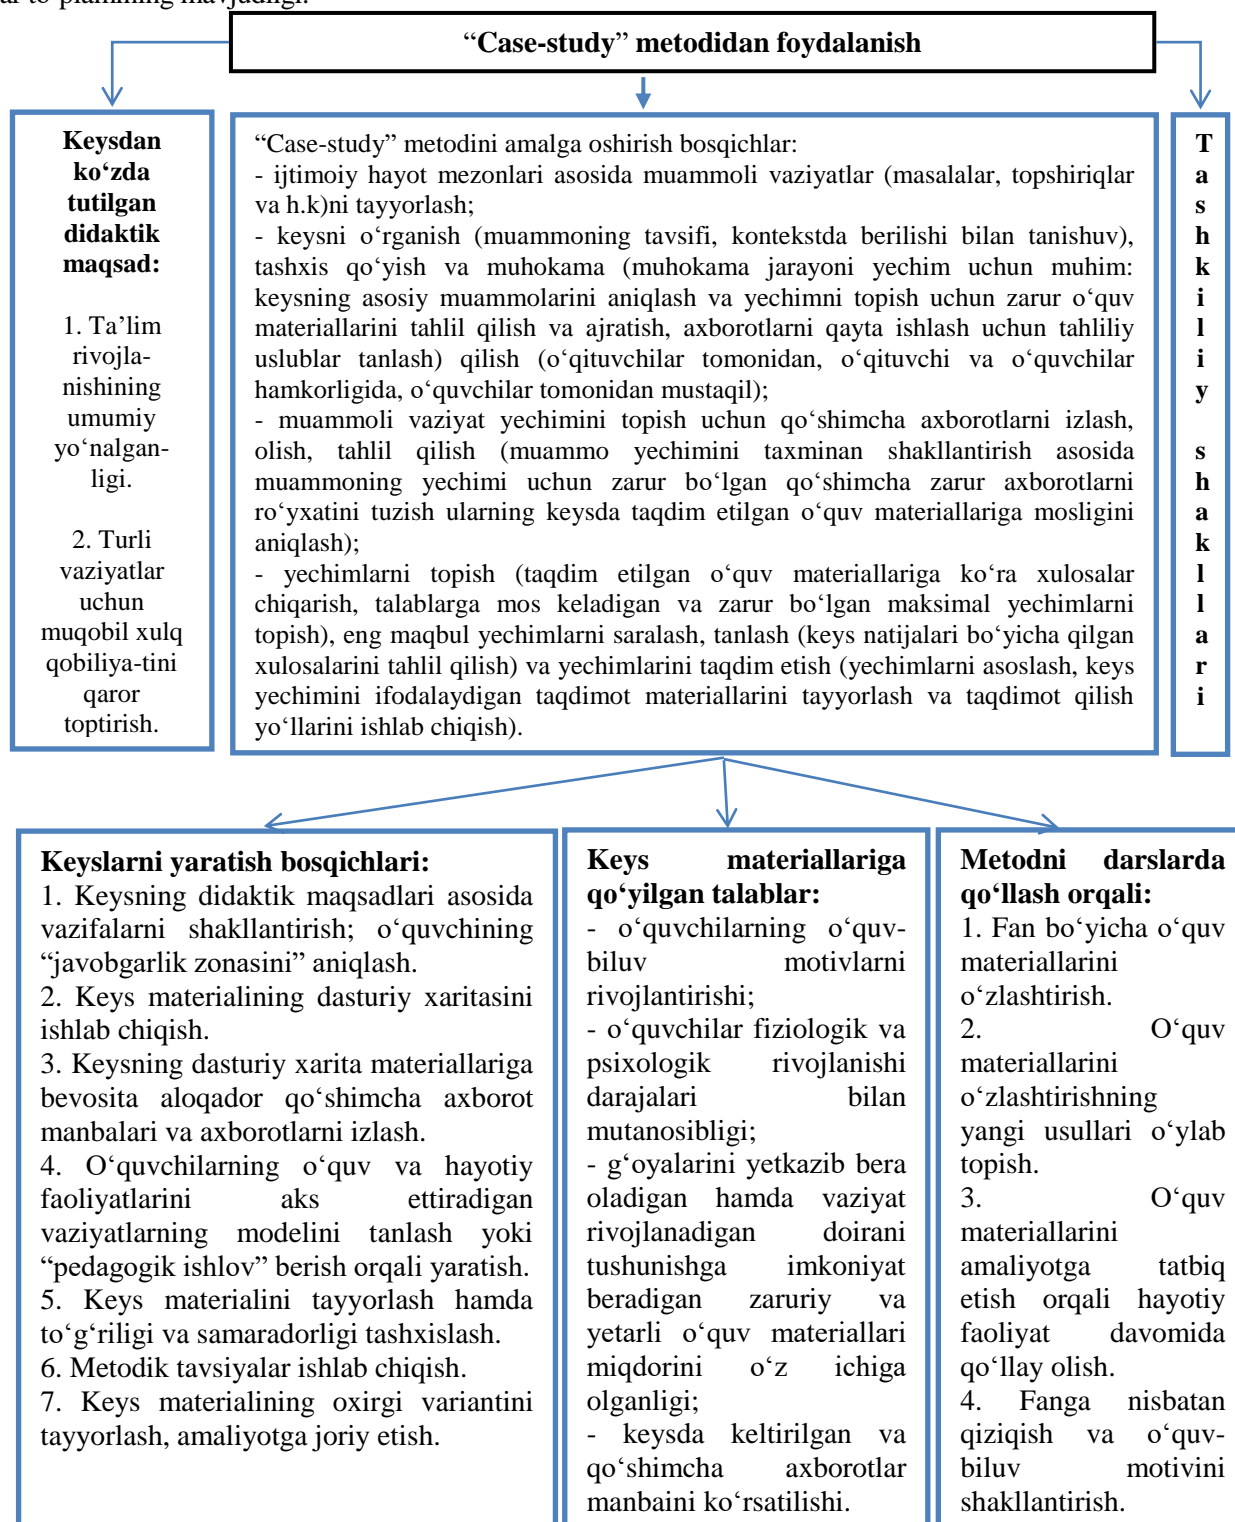 “Case-study” metodidan foydalanish
Keysdan
ko‘zda
tutilgan
didaktik
maqsad:
1. Ta’lim
rivojla-
nishining
umumiy
yo‘nalgan-
ligi.
2. Turli
vaziyatlar
uchun
muqobil xulq
qobiliya-tini
qaror
toptirish.
“Case-study” metodini amalga oshirish bosqichlar:
- ijtimoiy hayot mezonlari asosida muammoli vaziyatlar (masalalar, topshiriqlar
va h.k)ni tayyorlash;
- keysni o‘rganish (muammoning tavsifi, kontekstda berilishi bilan tanishuv),
tashxis qo‘yish va muhokama (muhokama jarayoni yechim uchun muhim:
keysning asosiy muammolarini aniqlash va yechimni topish uchun zarur o‘quv
materiallarini tahlil qilish va ajratish, axborotlarni qayta ishlash uchun tahliliy
uslublar tanlash) qilish (o‘qituvchilar tomonidan, o‘qituvchi va o‘quvchilar
hamkorligida, o‘quvchilar tomonidan mustaqil);
- muammoli vaziyat yechimini topish uchun qo‘shimcha axborotlarni izlash,
olish, tahlil qilish (muammo yechimini taxminan shakllantirish asosida
muammoning yechimi uchun zarur bo‘lgan qo‘shimcha zarur axborotlarni
ro‘yxatini tuzish ularning keysda taqdim etilgan o‘quv materiallariga mosligini
aniqlash);
- yechimlarni topish (taqdim etilgan o‘quv materiallariga ko‘ra xulosalar
chiqarish, talablarga mos keladigan va zarur bo‘lgan maksimal yechimlarni
topish), eng maqbul yechimlarni saralash, tanlash (keys natijalari bo‘yicha qilgan
xulosalarini tahlil qilish) va yechimlarini taqdim etish (yechimlarni asoslash, keys
yechimini ifodalaydigan taqdimot materiallarini tayyorlash va taqdimot qilish
yo‘llarini ishlab chiqish).
T
a
s
h
k
i
l
i
y
s
h
a
k
l
l
a
r
i
Keyslarni yaratish bosqichlari:
1. Keysning didaktik maqsadlari asosida
vazifalarni shakllantirish; o‘quvchining
“javobgarlik zonasini” aniqlash.
2. Keys materialining dasturiy xaritasini
ishlab chiqish.
3. Keysning dasturiy xarita materiallariga
bevosita aloqador qo‘shimcha axborot
manbalari va axborotlarni izlash.
4. O‘quvchilarning o‘quv va hayotiy
faoliyatlarini aks ettiradigan
vaziyatlarning modelini tanlash yoki
“pedagogik ishlov” berish orqali yaratish.
5. Keys materialini tayyorlash hamda
to‘g‘riligi va samaradorligi tashxislash.
6. Metodik tavsiyalar ishlab chiqish.
7. Keys materialining oxirgi variantini
tayyorlash, amaliyotga joriy etish.
Keys materiallariga
qo‘yilgan talablar:
- o‘quvchilarning o‘quv-
biluv motivlarni
rivojlantirishi;
- o‘quvchilar fiziologik va
psixologik rivojlanishi
darajalari bilan
mutanosibligi;
- g‘oyalarini yetkazib bera
oladigan hamda vaziyat
rivojlanadigan doirani
tushunishga imkoniyat
beradigan zaruriy va
yetarli o‘quv materiallari
miqdorini o‘z ichiga
olganligi;
- keysda keltirilgan va
qo‘shimcha axborotlar
manbaini ko‘rsatilishi.
Metodni darslarda
qo‘llash orqali:
1. Fan bo‘yicha o‘quv
materiallarini
o‘zlashtirish.
2. O‘quv
materiallarini
o‘zlashtirishning
yangi usullari o‘ylab
topish.
3. O‘quv
materiallarini
amaliyotga tatbiq
etish orqali hayotiy
faoliyat davomida
qo‘llay olish.
4. Fanga nisbatan
qiziqish va o‘quv-
biluv motivini
shakllantirish.